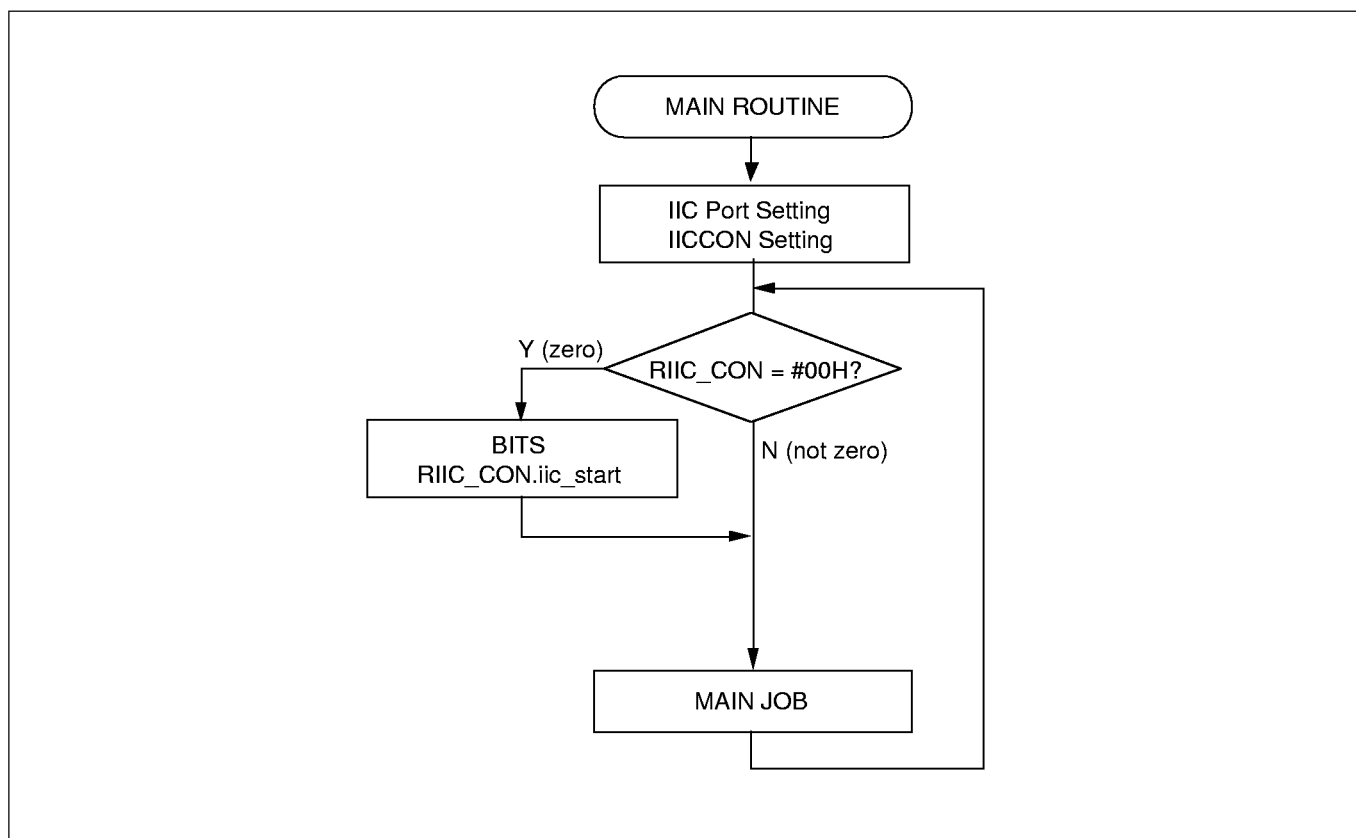 MAIN ROUTINE
IIC Port Setting
IICCON Setting
RIIC_CON = #00H?
Y (zero)
BITS
RIIC_CON.iic_start
N (not zero)
MAIN JOB